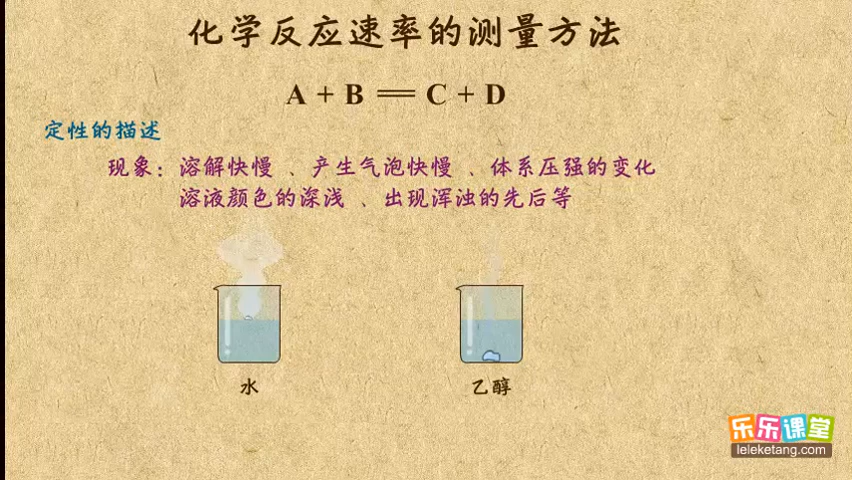 化学反应速率的测量方法
A + B ══ C + D
定性的描述
现象：溶解快慢 、产生气泡快慢 、体系压强的变化
溶液颜色的深浅 、出现浑浊的先后等
水
乙醇
乐乐课堂
leleketang.com